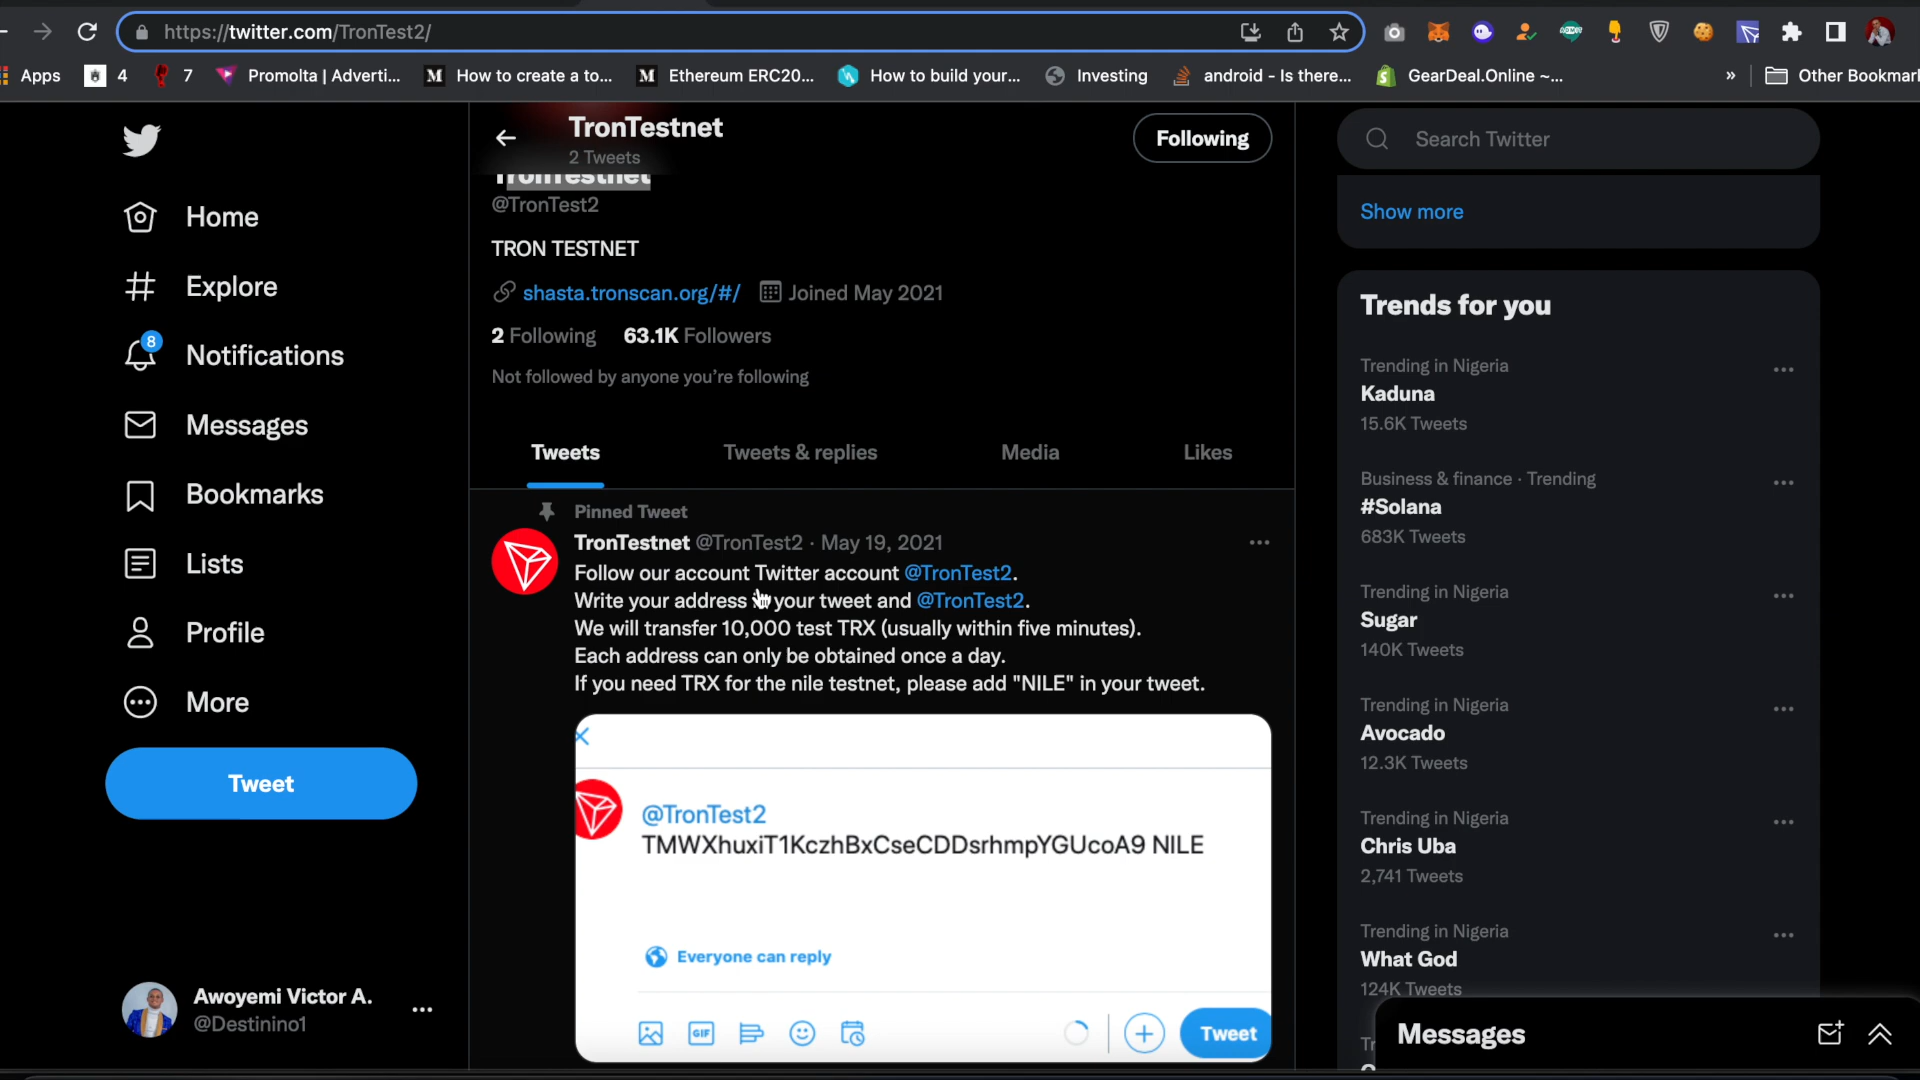 https://twitter.com/TronTest2/
Apps
4
7
Promolta | Adverti...
How to create a to...
Ethereum ERC20...
How to build your...
Investing
android - Is there...
GearDeal.Online ~...
»
Other Bookmark
Home
Explore
8
Notifications
Messages
Bookmarks
Lists
Profile
More
Tweet
Awoyemi Victor A.
@Destinino1
TronTestnet
2 Tweets
Following
TronTestnet
@TronTest2
TRON TESTNET
shasta.tronscan.org/#/ Joined May 2021
2 Following 63.1K Followers
Not followed by anyone you're following
Tweets
Tweets & replies
Media
Likes
Pinned Tweet
TronTestnet @TronTest2 · May 19, 2021
Follow our account Twitter account @TronTest2.
Write your address your tweet and @TronTest2.
We will transfer 10,000 test TRX (usually within five minutes).
Each address can only be obtained once a day.
If you need TRX for the nile testnet, please add "NILE" in your tweet.
@TronTest2
TMWXhuxiT1KczhBxCseCDDsrhmpYGUcoA9 NILE
Everyone can reply
GIF
Tweet
Search Twitter
Show more
Trends for you
Trending in Nigeria
Kaduna
15.6K Tweets
Business & finance · Trending
#Solana
683K Tweets
Trending in Nigeria
Sugar
140K Tweets
Trending in Nigeria
Avocado
12.3K Tweets
Trending in Nigeria
Chris Uba
2,741 Tweets
Trending in Nigeria
What God
124K Tweets
Messages